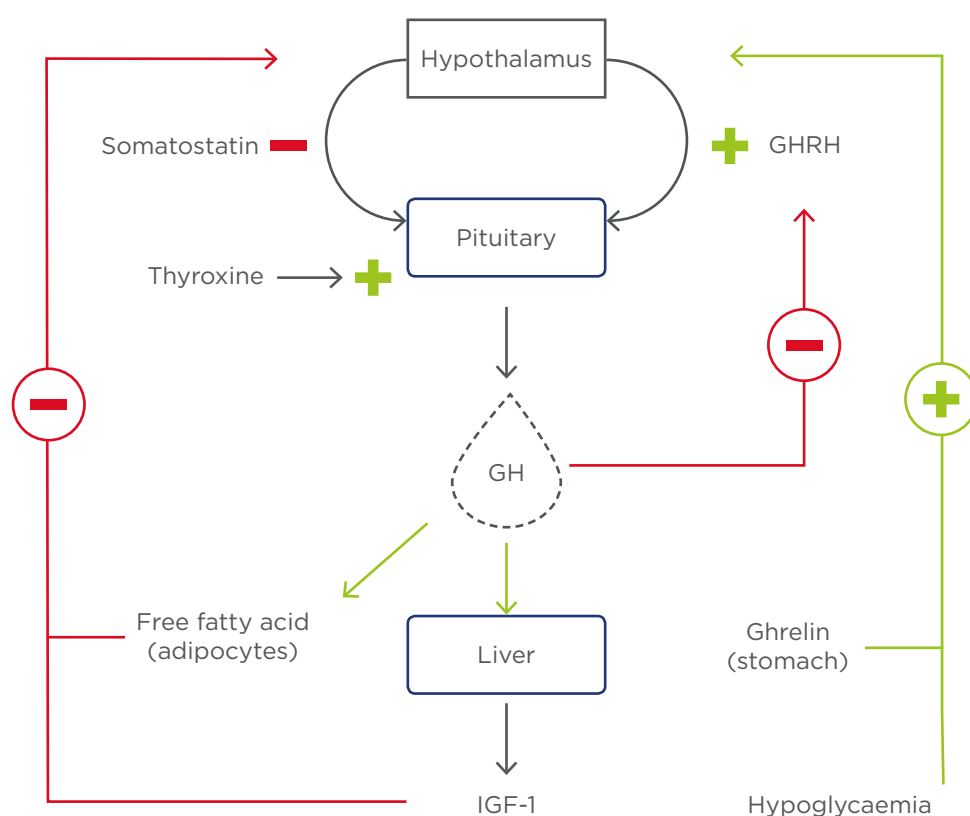 Hypothalamus
Somatostatin
GHRH
Pituitary
Thyroxine
GH
Free fatty acid
(adipocytes)
Liver
Ghrelin
(stomach)
IGF-1
Hypoglycaemia